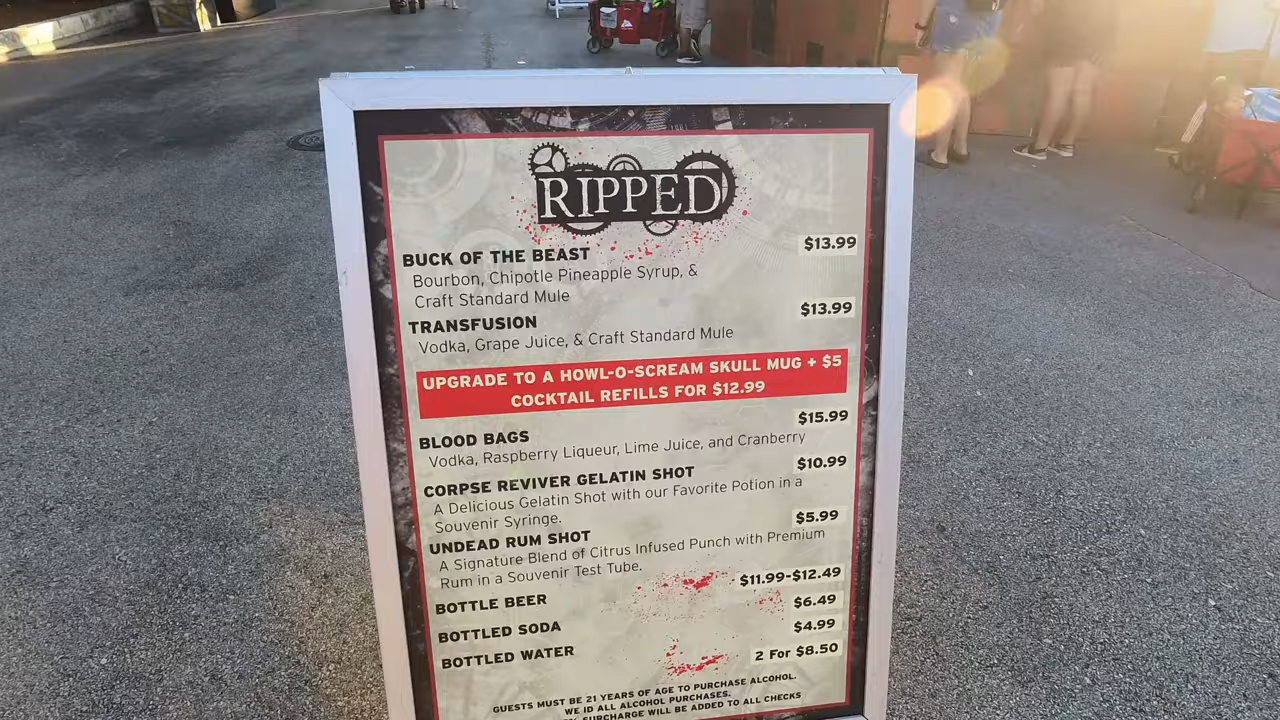 RIPPED
BUCK OF THE BEAST $13.99
Bourbon, Chipotle Pineapple Syrup, &
Craft Standard Mule
TRANSFUSION $13.99
Vodka, Grape Juice, & Craft Standard Mule
UPGRADE TO A HOWL-O-SCREAM SKULL MUG + $5
COCKTAIL REFILLS FOR $12.99
BLOOD BAGS $15.99
Vodka, Raspberry Liqueur, Lime Juice, and Cranberry
CORPSE REVIVER GELATIN SHOT $10.99
A Delicious Gelatin Shot with our Favorite Potion in a
Souvenir Syringe.
UNDEAD RUM SHOT $5.99
A Signature Blend of Citrus Infused Punch with Premium
Rum in a Souvenir Test Tube.
BOTTLE BEER $11.99-$12.49
BOTTLED SODA $6.49
BOTTLED WATER $4.99
2 For $8.50
GUESTS MUST BE 21 YEARS OF AGE TO PURCHASE ALCOHOL.
WE ID ALL ALCOHOL PURCHASES.
SURCHARGE WILL BE ADDED TO ALL CHECKS